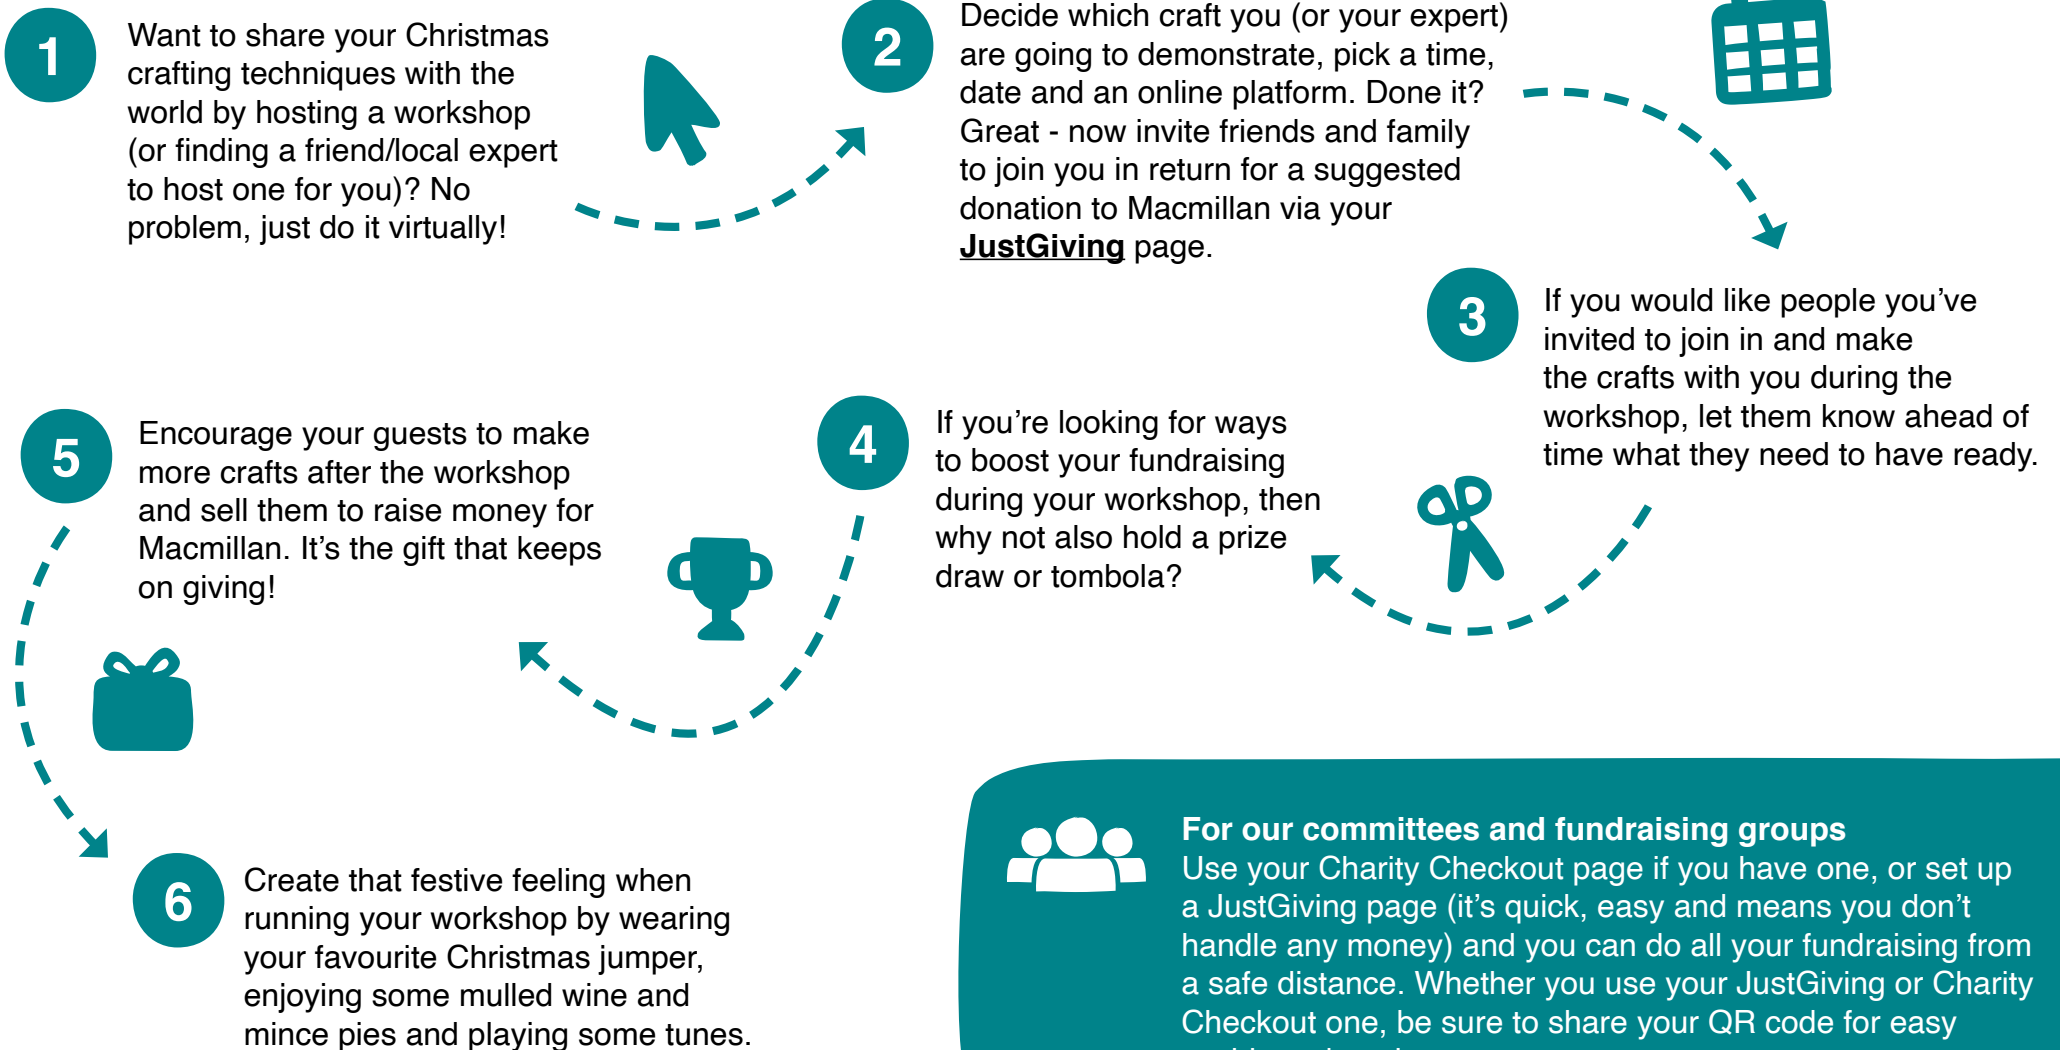 1
Want to share your Christmas
crafting techniques with the
world by hosting a workshop
(or finding a friend/local expert
to host one for you)? No
problem, just do it virtually!
2
Decide which craft you (or your expert)
are going to demonstrate, pick a time,
date and an online platform. Done it?
Great - now invite friends and family
to join you in return for a suggested
donation to Macmillan via your
JustGiving page.
3
If you would like people you’ve
invited to join in and make
the crafts with you during the
workshop, let them know ahead of
time what they need to have ready.
4
If you’re looking for ways
to boost your fundraising
during your workshop, then
why not also hold a prize
draw or tombola?
5
Encourage your guests to make
more crafts after the workshop
and sell them to raise money for
Macmillan. It’s the gift that keeps
on giving!
6
Create that festive feeling when
running your workshop by wearing
your favourite Christmas jumper,
enjoying some mulled wine and
mince pies and playing some tunes.
For our committees and fundraising groups
Use your Charity Checkout page if you have one, or set up
a JustGiving page (it’s quick, easy and means you don’t
handle any money) and you can do all your fundraising from
a safe distance. Whether you use your JustGiving or Charity
Checkout one, be sure to share your QR code for easy